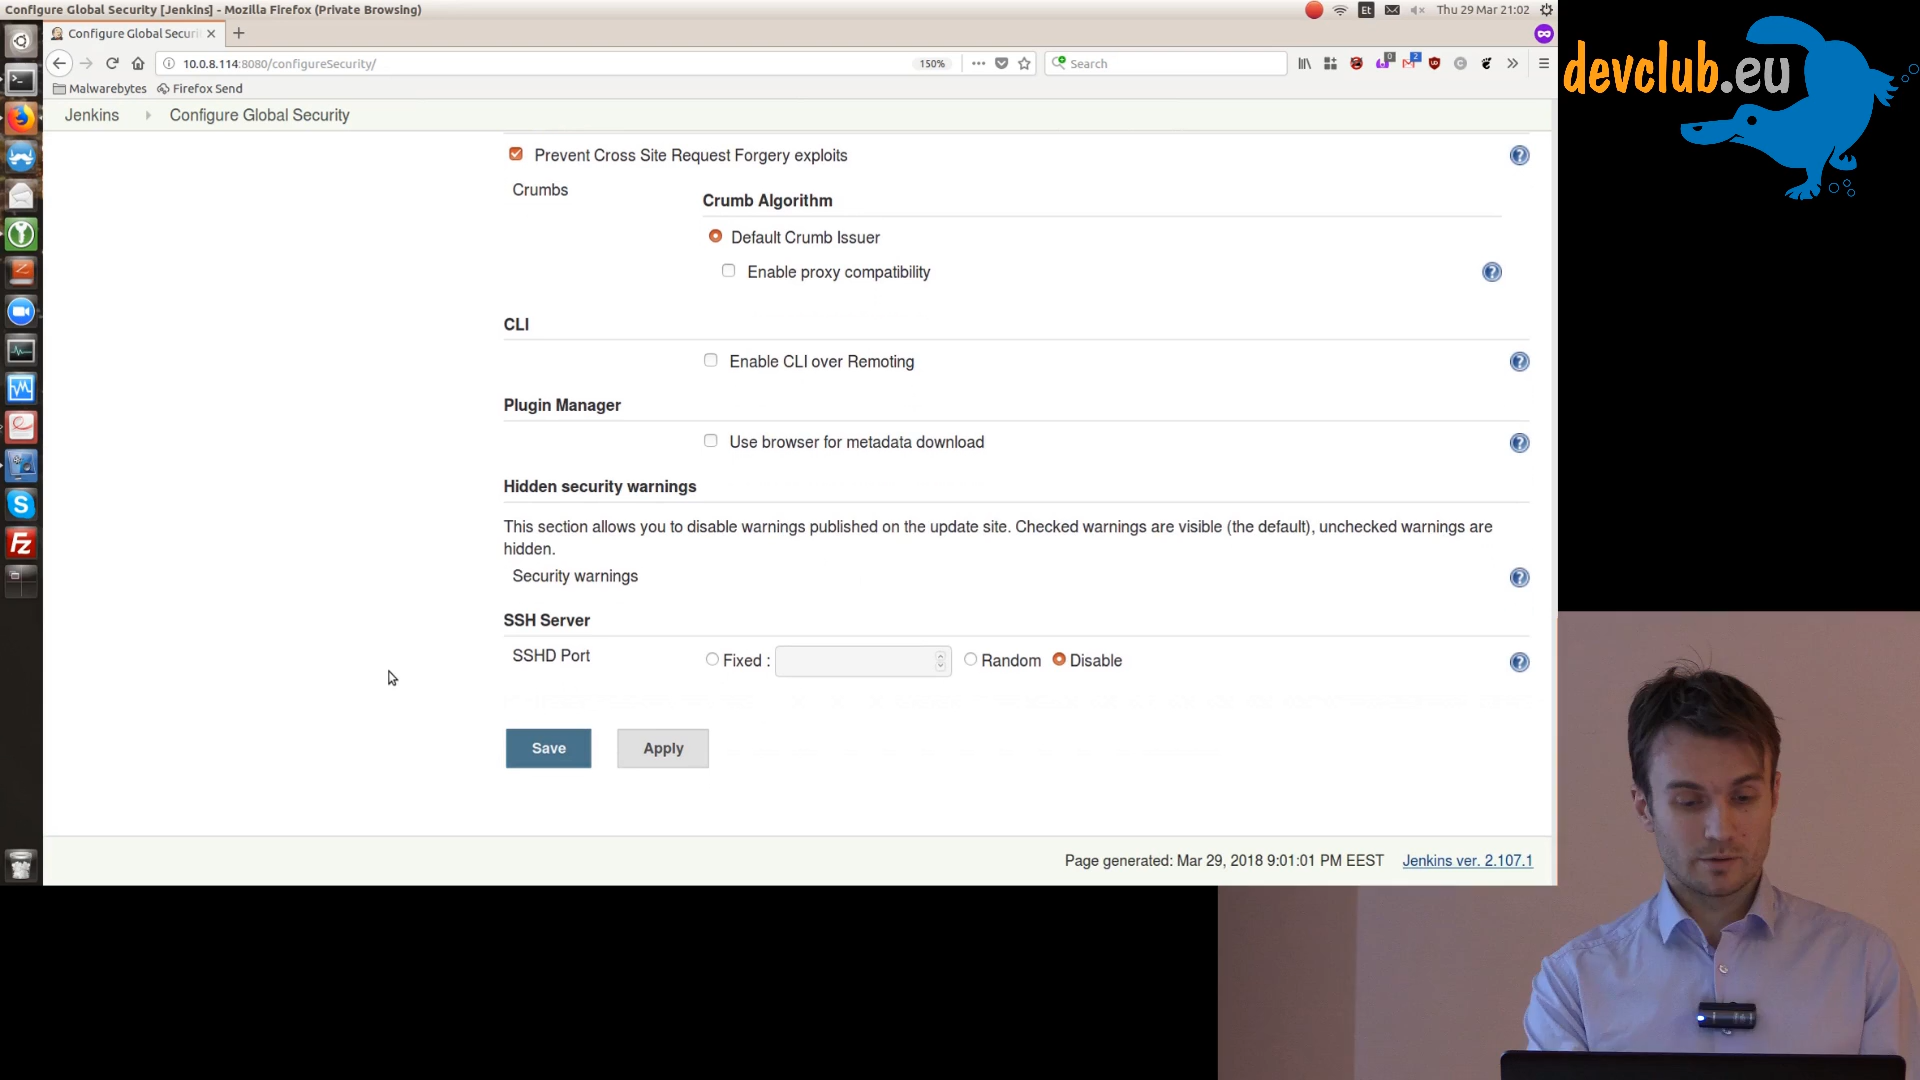 Configure Global Security [Jenkins] - Mozilla Firefox (Private Browsing)
Et
Thu 29 Mar 21:02
Configure Global Securi
10.0.8.114:8080/configureSecurity/
150%
Search
Malwarebytes
Firefox Send
Jenkins
Configure Global Security
Prevent Cross Site Request Forgery exploits
Crumbs
Crumb Algorithm
Default Crumb Issuer
Enable proxy compatibility
CLI
Enable CLI over Remoting
Plugin Manager
Use browser for metadata download
Hidden security warnings
This section allows you to disable warnings published on the update site. Checked warnings are visible (the default), unchecked warnings are
hidden.
Security warnings
SSH Server
SSHD Port
Fixed :
Random
Disable
Save
Apply
Page generated: Mar 29, 2018 9:01:01 PM EEST
Jenkins ver. 2.107.1
devclub.eu